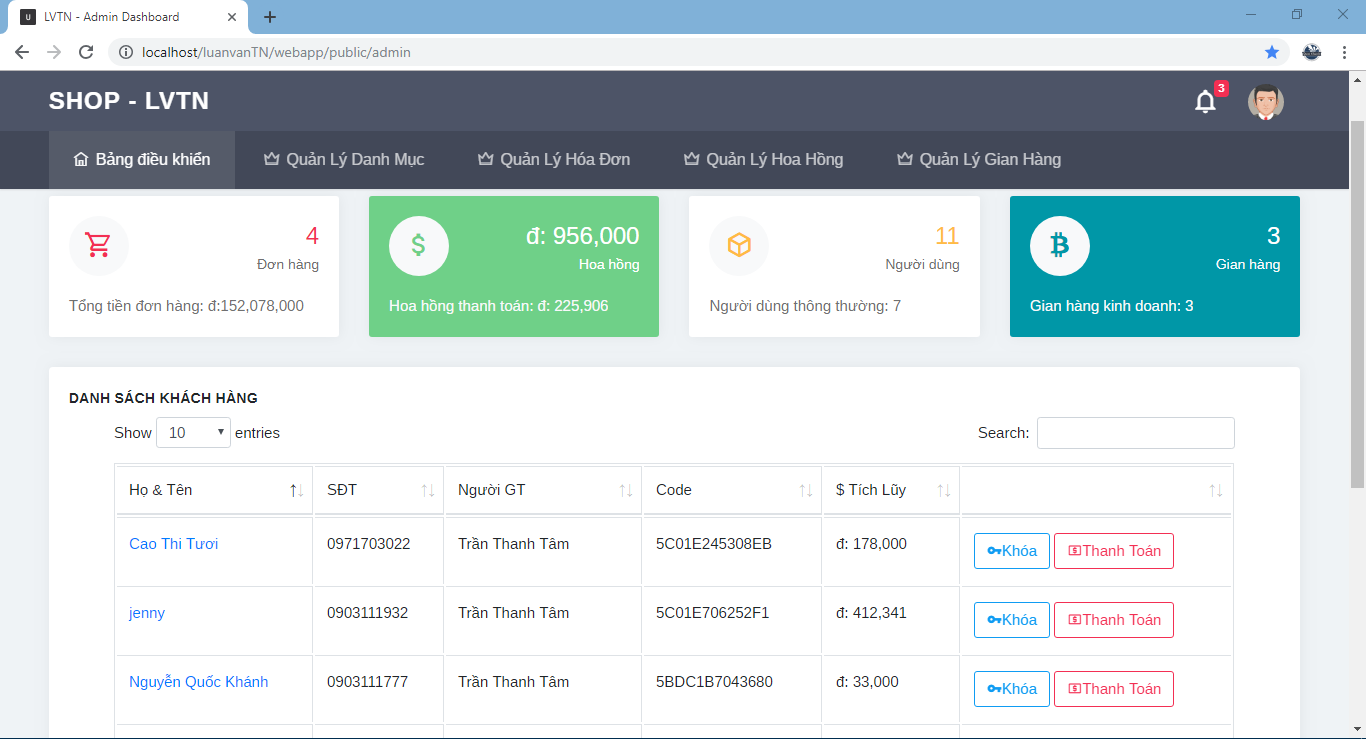 U LVTN - Admin Dashboard
localhost/luanvanTN/webapp/public/admin
SHOP - LVTN
3
Bảng điều khiển Quản Lý Danh Mục Quản Lý Hóa Đơn Quản Lý Hoa Hồng Quản Lý Gian Hàng
4
Đơn hàng
Tổng tiền đơn hàng: đ:152,078,000
$
đ: 956,000
Hoa hồng
Hoa hồng thanh toán: đ: 225,906
11
Người dùng
Người dùng thông thường: 7
3
Gian hàng
Gian hàng kinh doanh: 3
DANH SÁCH KHÁCH HÀNG
Show 10 entries Search:
Họ & Tên SĐT Người GT Code $ Tích Lũy
Cao Thi Tươi 0971703022 Trần Thanh Tâm 5C01E245308EB đ: 178,000 Khóa Thanh Toán
jenny 0903111932 Trần Thanh Tâm 5C01E706252F1 đ: 412,341 Khóa Thanh Toán
Nguyễn Quốc Khánh 0903111777 Trần Thanh Tâm 5BDC1B7043680 đ: 33,000 Khóa Thanh Toán